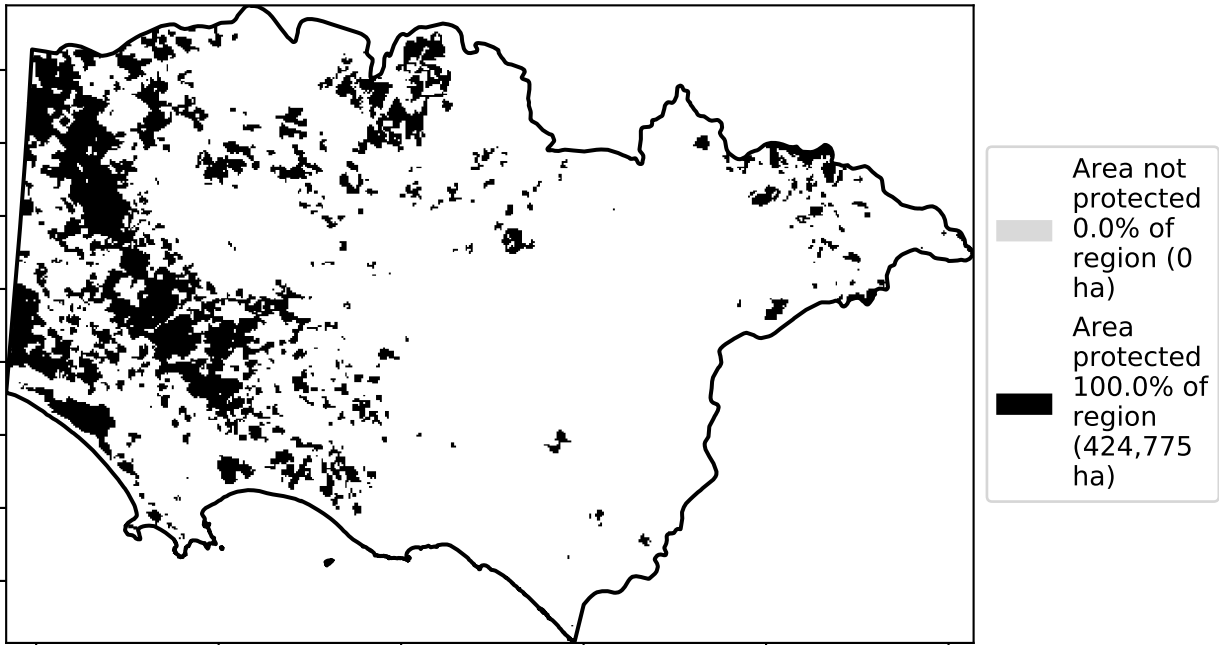 Area not
protected
0.0% of
region (0
ha)
Area
protected
100.0% of
region
(424,775
ha)